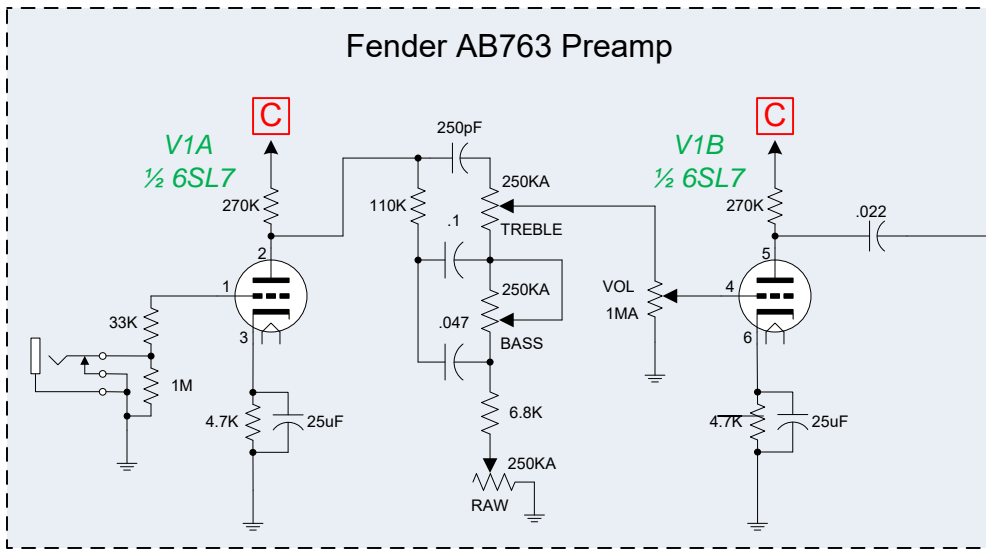 Fender AB763 Preamp
C
V1A
½ 6SL7
270K
2
1
3
33K
1M
4.7K
25uF
250pF
110K
250KA
TREBLE
.1
250KA
BASS
.047
6.8K
250KA
RAW
VOL
1MA
C
V1B
½ 6SL7
270K
5
4
6
.022
4.7K
25uF